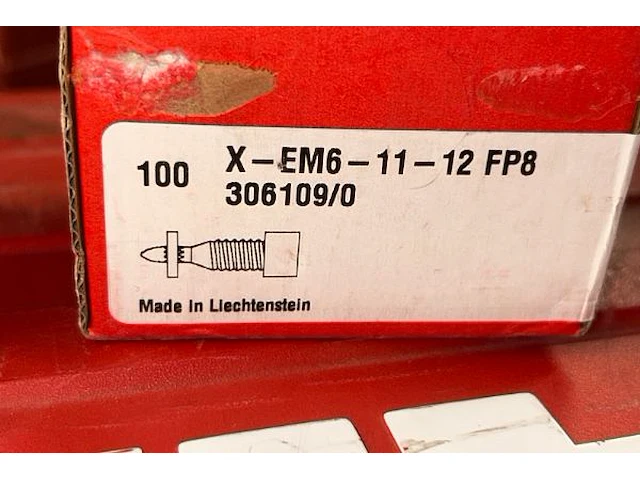 100 X-EM6-11-12 FP8
306109/0
Made in Liechtenstein